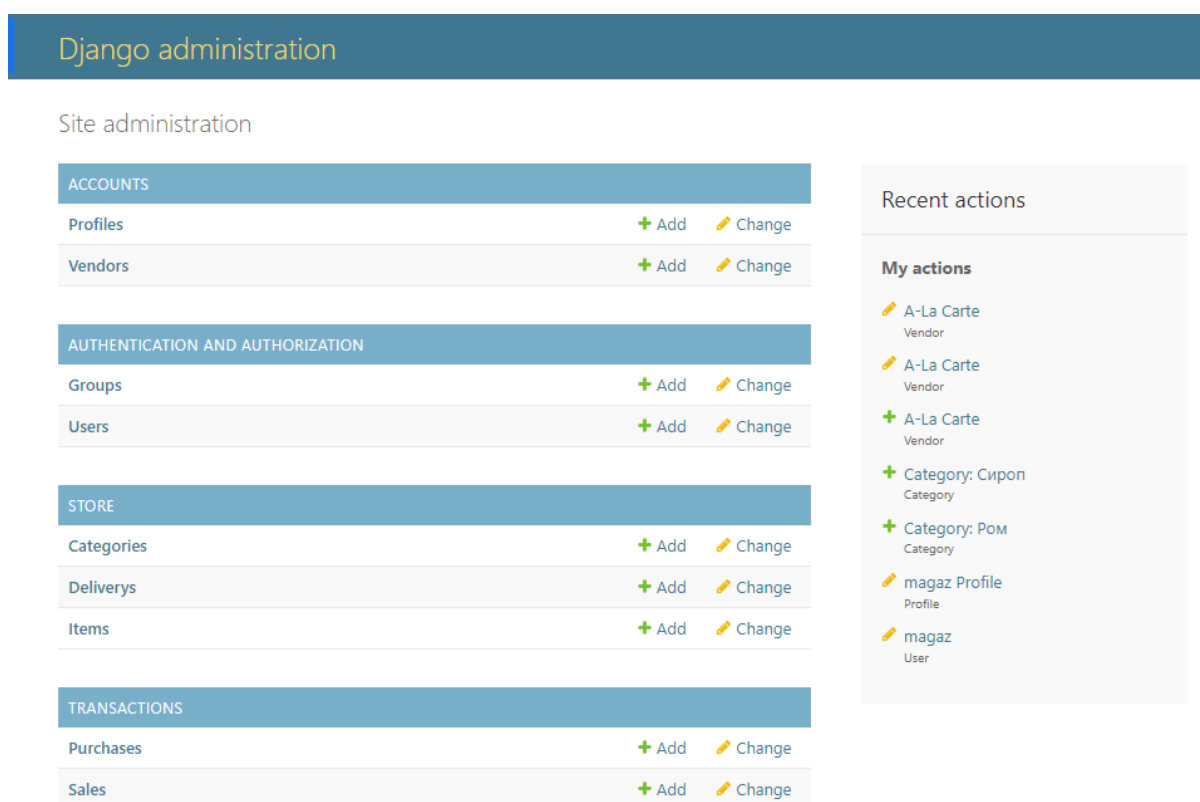 Django administration
Site administration
ACCOUNTS
Profiles Add Change
Vendors Add Change
AUTHENTICATION AND AUTHORIZATION
Groups Add Change
Users Add Change
STORE
Categories Add Change
Deliverys Add Change
Items Add Change
TRANSACTIONS
Purchases Add Change
Sales Add Change
Recent actions
My actions
A-La Carte
Vendor
A-La Carte
Vendor
A-La Carte
Vendor
Category: Сироп
Category
Category: Ром
Category
magaz Profile
Profile
magaz
User